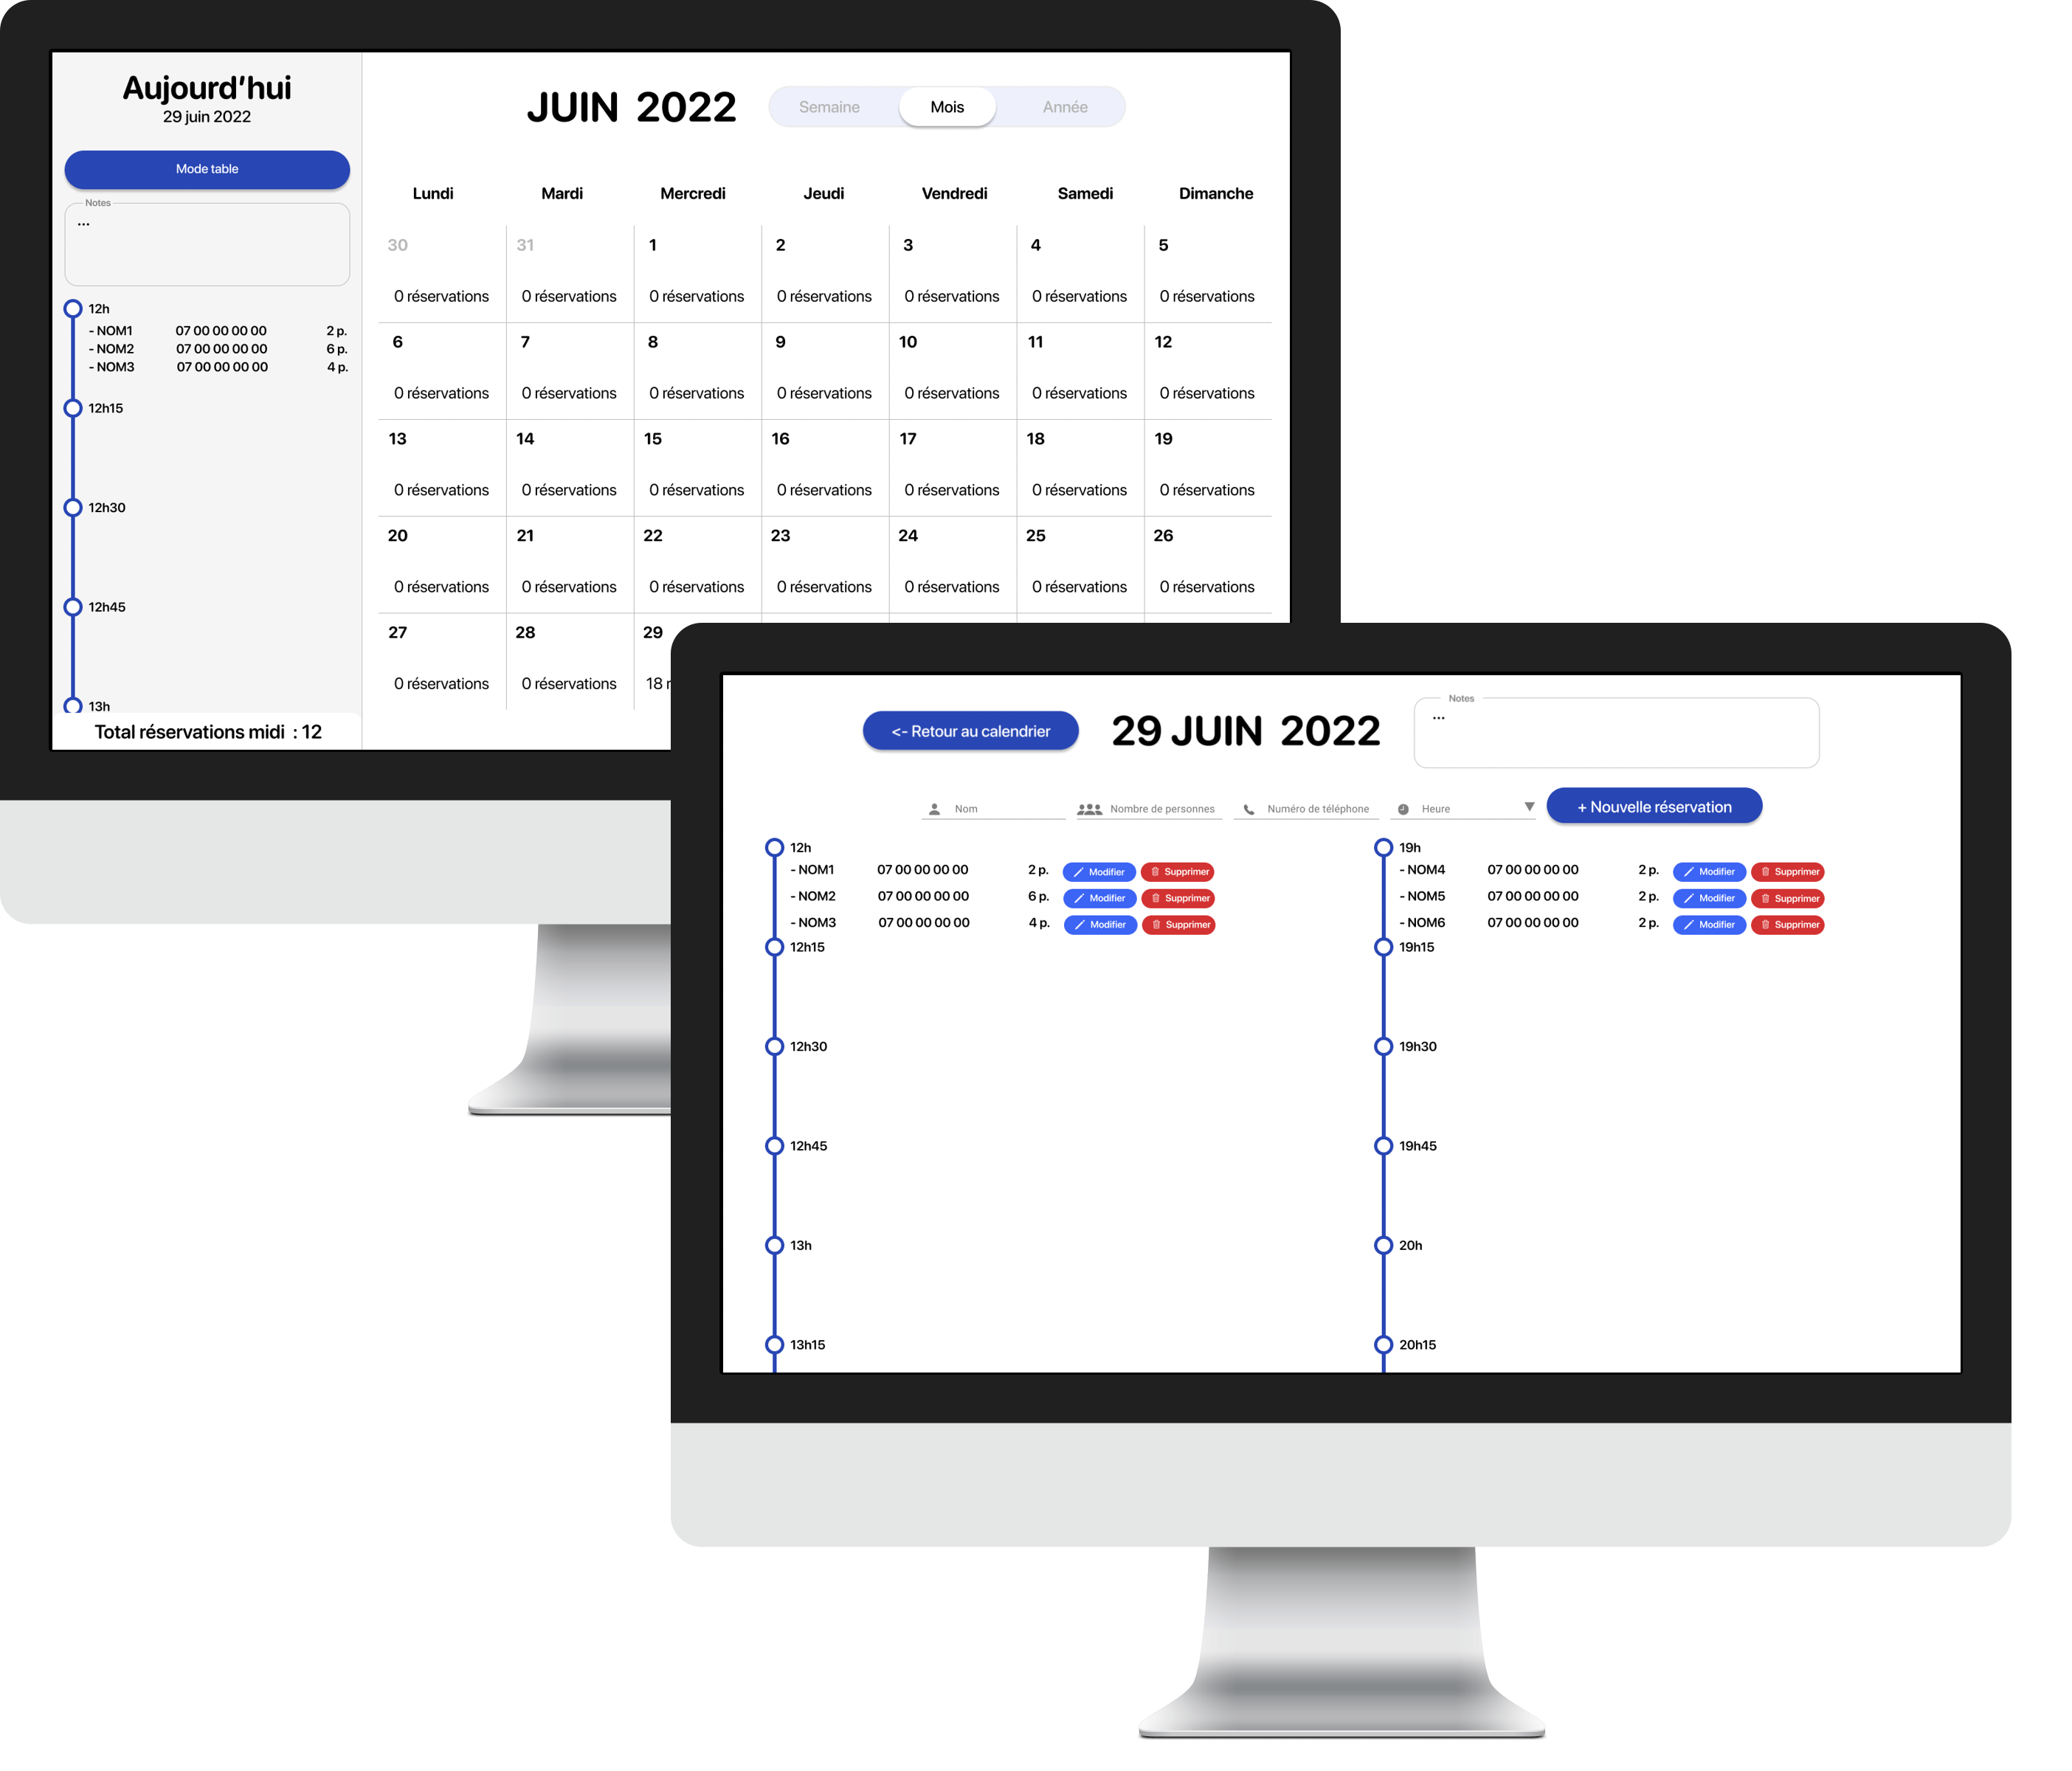 Aujourd'hui
29 juin 2022
Mode table
Notes
...
12h
- NOM1 07 00 00 00 00 2 p.
- NOM2 07 00 00 00 00 6 p.
- NOM3 07 00 00 00 00 4 p.
12h15
12h30
12h45
13h
Total réservations midi : 12
JUIN 2022
Semaine Mois Année
Lundi Mardi Mercredi Jeudi Vendredi Samedi Dimanche
30 31 1 2 3 4 5
0 réservations 0 réservations 0 réservations 0 réservations 0 réservations 0 réservations 0 réservations
6 7 8 9 10 11 12
0 réservations 0 réservations 0 réservations 0 réservations 0 réservations 0 réservations 0 réservations
13 14 15 16 17 18 19
0 réservations 0 réservations 0 réservations 0 réservations 0 réservations 0 réservations 0 réservations
20 21 22 23 24 25 26
0 réservations 0 réservations 0 réservations 0 réservations 0 réservations 0 réservations 0 réservations
27 28 29
0 réservations 0 réservations 18
<- Retour au calendrier
29 JUIN 2022
Notes
...
Nom Nombre de personnes Numéro de téléphone Heure
+ Nouvelle réservation
12h
- NOM1 07 00 00 00 00 2 p. Modifier Supprimer
- NOM2 07 00 00 00 00 6 p. Modifier Supprimer
- NOM3 07 00 00 00 00 4 p. Modifier Supprimer
12h15
12h30
12h45
13h
13h15
19h
- NOM4 07 00 00 00 00 2 p. Modifier Supprimer
- NOM5 07 00 00 00 00 2 p. Modifier Supprimer
- NOM6 07 00 00 00 00 2 p. Modifier Supprimer
19h15
19h30
19h45
20h
20h15